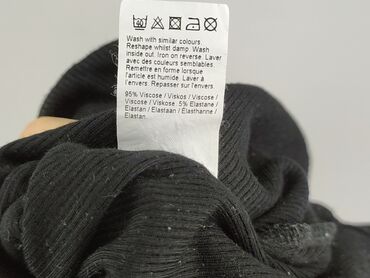 Wash with similar colours.
Reshape whilst damp. Wash
inside out. Iron on reverse. Laver
avec des couleurs semblables.
Remettre en forme lorsque
l'article est humide. Laver à
l'envers. Repasser sur l'envers.
95% Viscose / Viskos / Viscose /
Viscose / Viskose. 5% Elastane /
Elastan / Elastaan / Élasthanne /
Elastan.